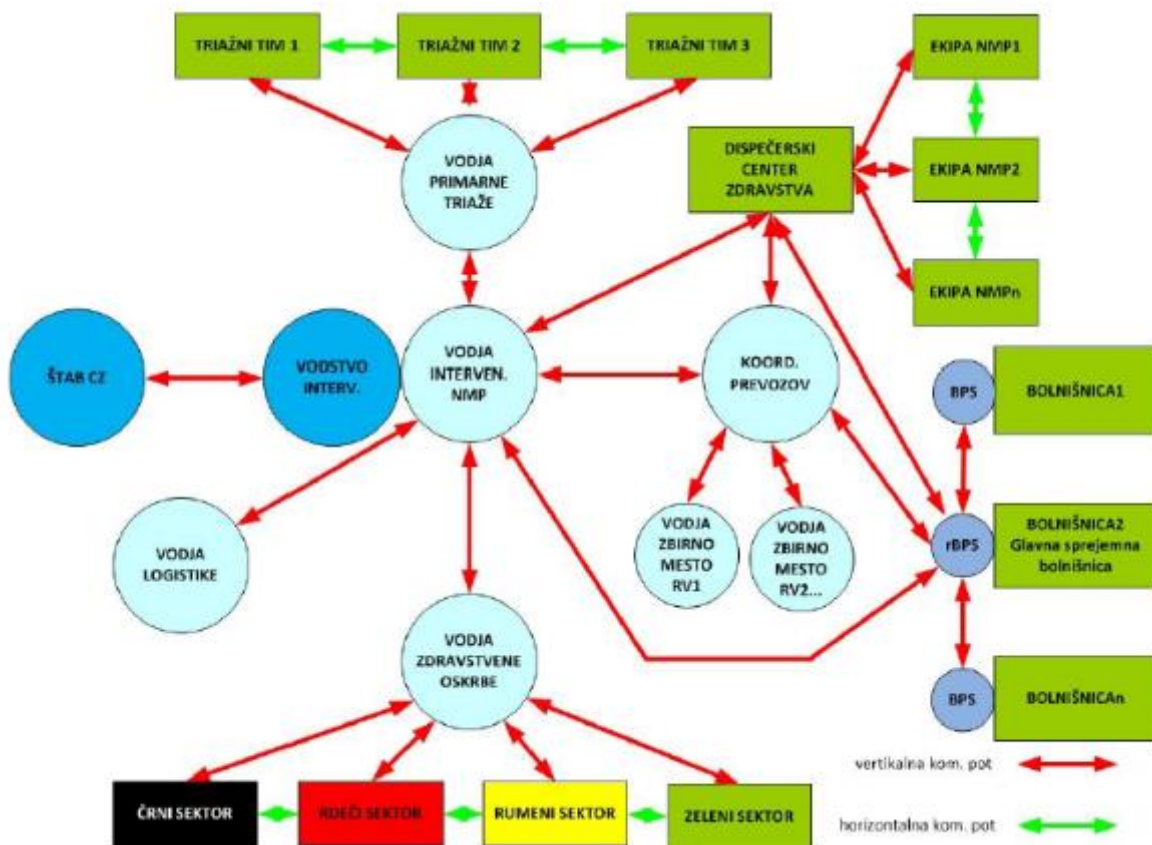 TRIAŽNI TIM 1
TRIAŽNI TIM 2
TRIAŽNI TIM 3
EKIPA NMP1
VODJA
PRIMARNE
TRIAŽE
DISPEČERSKI
CENTER
ZDRAVSTVA
EKIPA NMP2
EKIPA NMPn
ŠTAB CZ
VODSTVO
INTERV.
VODJA
INTERVEN.
NMP
KOORD.
PREVOZOV
BPS
BOLNIŠNICA1
VODJA
LOGISTIKE
VODJA
ZBIRNO
MESTO
RV1
VODJA
ZBIRNO
MESTO
RV2...
rBPS
BOLNIŠNICA2
Glavna sprejemna
bolnišnica
VODJA
ZDRAVSTVENE
OSKRBE
BPS
BOLNIŠNICAn
ČRNI SEKTOR
RDEČI SEKTOR
RUMENI SEKTOR
ZELENI SEKTOR
vertikalna kom. pot
horizontalna kom. pot